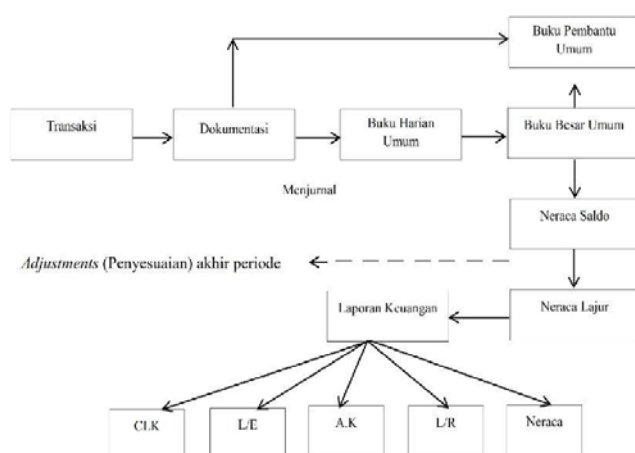 Buku Pembantu
Umum
Transaksi
Dokumentasi
Buku Harian
Umum
Buku Besar Umum
Menjurnal
Neraca Saldo
Adjustments (Penyesuaian) akhir periode
Laporan Keuangan
Neraca Lajur
CLK
L/E
A.K
L/R
Neraca